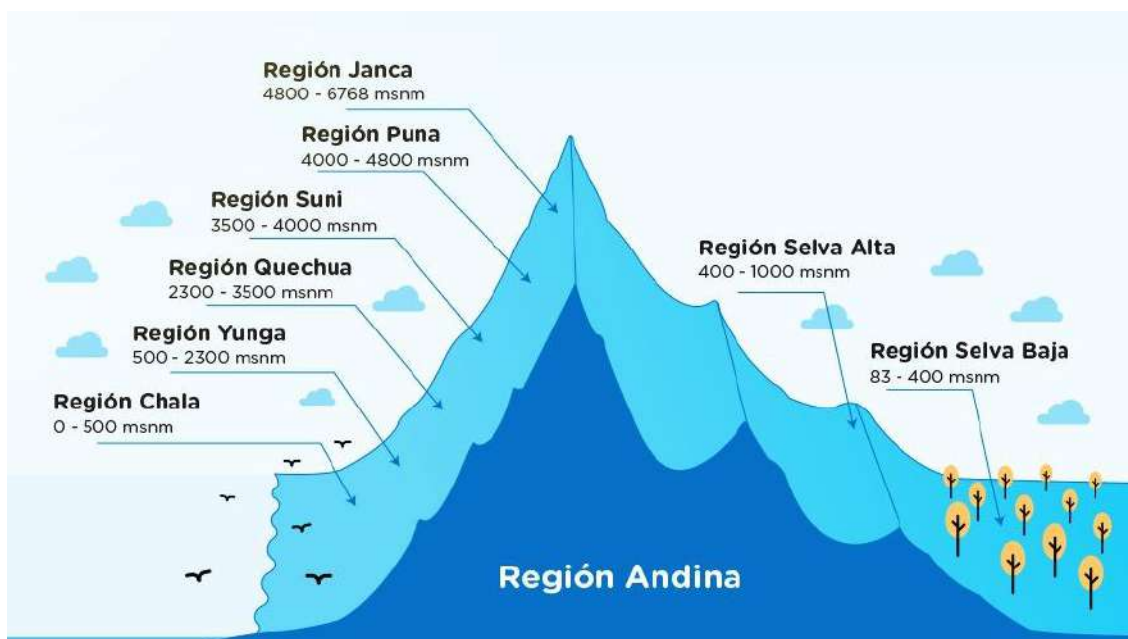 Región Janca
4800 - 6768 msnm
Región Puna
4000 - 4800 msnm
Región Suni
3500 - 4000 msnm
Región Quechua
2300 - 3500 msnm
Región Yunga
500 - 2300 msnm
Región Chala
0 - 500 msnm
Región Selva Alta
400 - 1000 msnm
Región Selva Baja
83 - 400 msnm
Región Andina